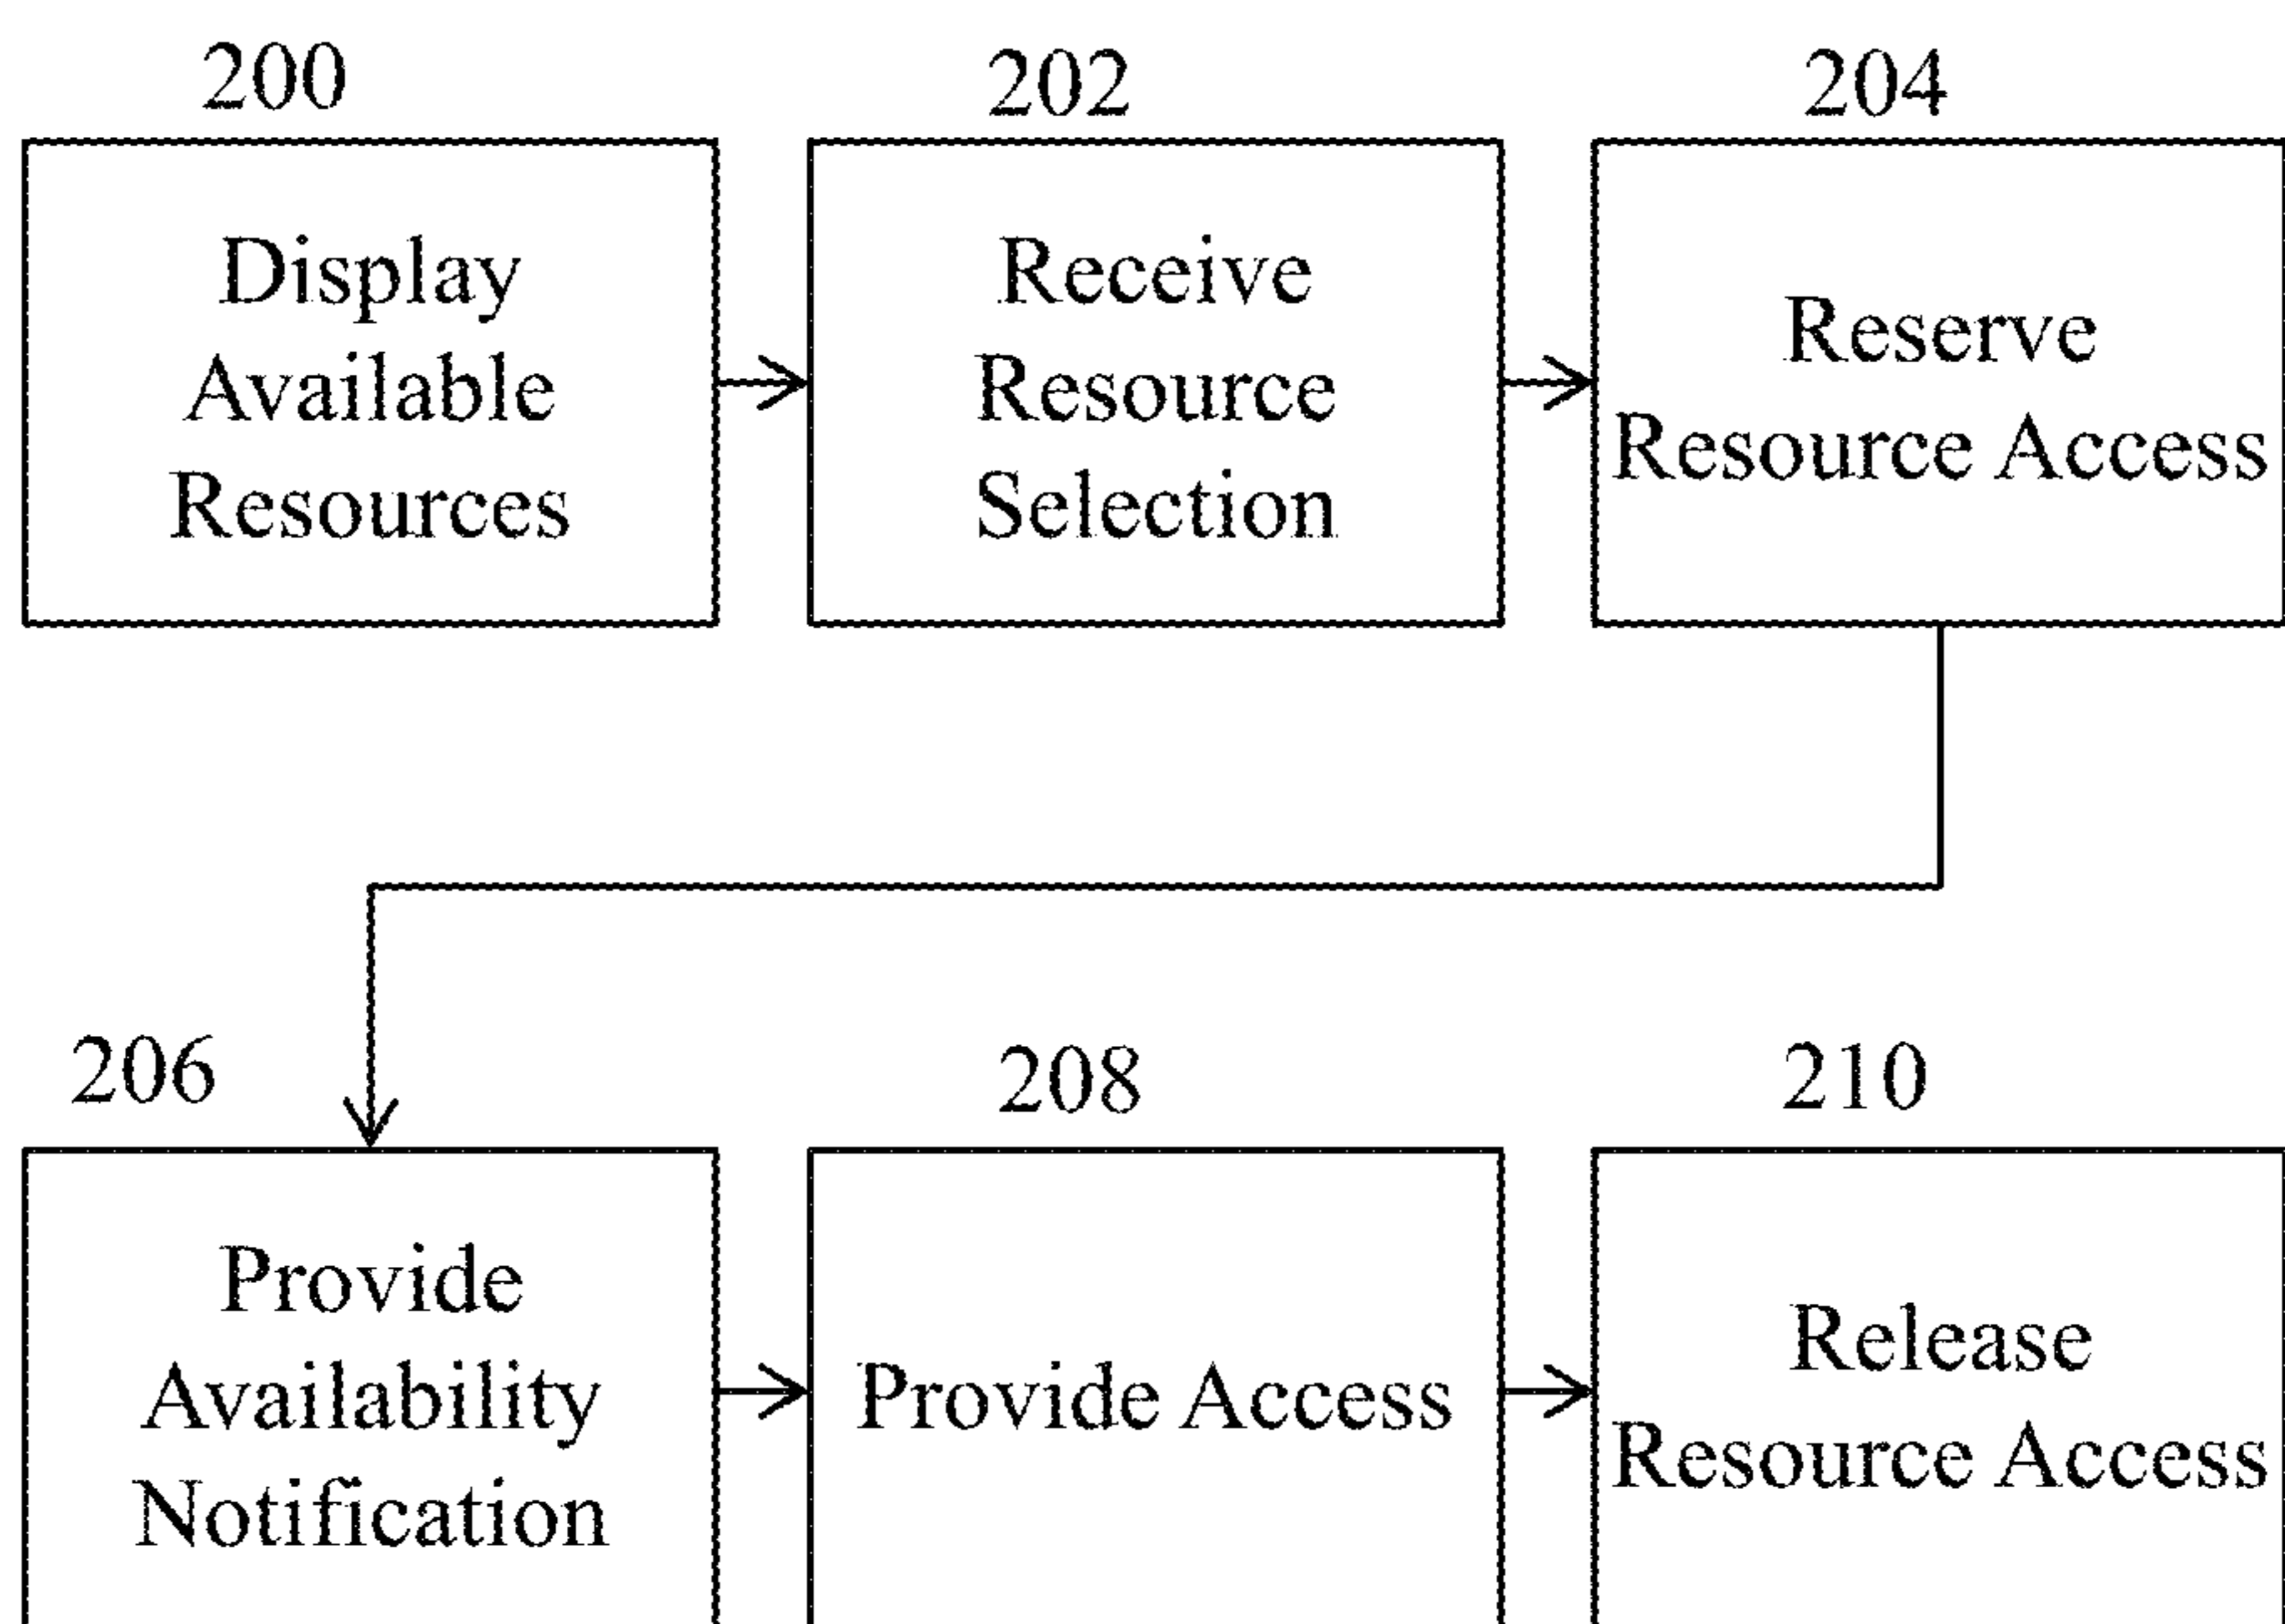 200
Display
Available
Resources
202
Receive
Resource
Selection
204
Reserve
Resource Access
206
Provide
Availability
Notification
208
Provide Access
210
Release
Resource Access